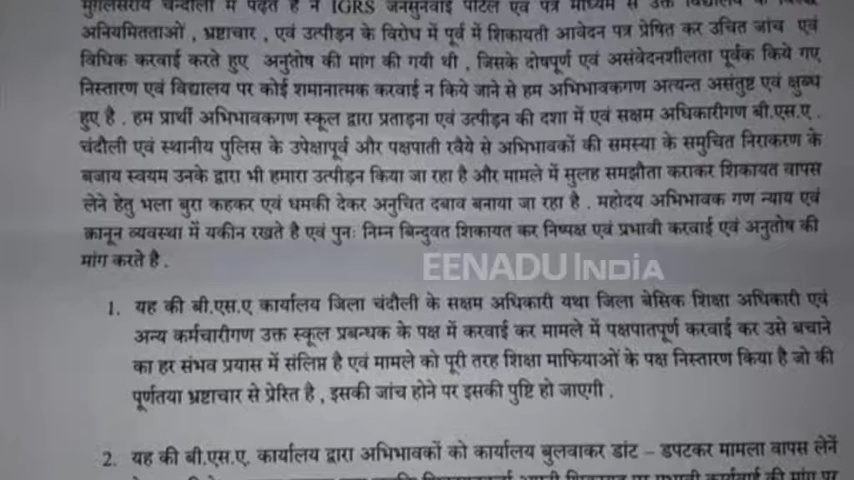 मुगलसराय चन्दौली में पढ़ते है ने IGRS जनसुनवाई पोर्टल एवं पत्र माध्यम से उक्त विद्यालय के
अनियमितताओं , भ्रष्टाचार , एवं उत्पीड़न के विरोध में पूर्व में शिकायती आवेदन पत्र प्रेषित कर उचित जांच एवं
विधिक करवाई करते हुए अनुतोष की मांग की गयी थी , जिसके दोषपूर्ण एवं असंवेदनशीलता पूर्वक किये गए
निस्तारण एवं विद्यालय पर कोई शमानात्मक करवाई न किये जाने से हम अभिभावकगण अत्यन्त असंतुष्ट एवं क्षुब्ध
हुए है . हम प्रार्थी अभिभावकगण स्कूल द्वारा प्रताड़ना एवं उत्पीड़न की दशा में एवं सक्षम अधिकारीगण बी.एस.ए .
चंदौली एवं स्थानीय पुलिस के उपेक्षापूर्व और पक्षपाती रवैये से अभिभावकों की समस्या के समुचित निराकरण के
बजाय स्वयम उनके द्वारा भी हमारा उत्पीड़न किया जा रहा है और मामले में सुलह समझौता कराकर शिकायत वापस
लेने हेतु भला बुरा कहकर एवं धमकी देकर अनुचित दबाव बनाया जा रहा है . महोदय अभिभावक गण न्याय एवं
क़ानून व्यवस्था में यकीन रखते है एवं पुनः निम्न बिन्दुवत शिकायत कर निष्पक्ष एवं प्रभावी करवाई एवं अनुतोष की
मांग करते है .
EENADU INDIA
1. यह की बी.एस.ए कार्यालय जिला चंदौली के सक्षम अधिकारी यथा जिला बेसिक शिक्षा अधिकारी एवं
अन्य कर्मचारीगण उक्त स्कूल प्रबन्धक के पक्ष में करवाई कर मामले में पक्षपातपूर्ण करवाई कर उसे बचाने
का हर संभव प्रयास में संलिप्त है एवं मामले को पूरी तरह शिक्षा माफियाओं के पक्ष निस्तारण किया है जो की
पूर्णतया भ्रष्टाचार से प्रेरित है , इसकी जांच होने पर इसकी पुष्टि हो जाएगी .
2. यह की बी.एस.ए. कार्यालय द्वारा अभिभावकों को कार्यालय बुलवाकर डांट – डपटकर मामला वापस लेनें